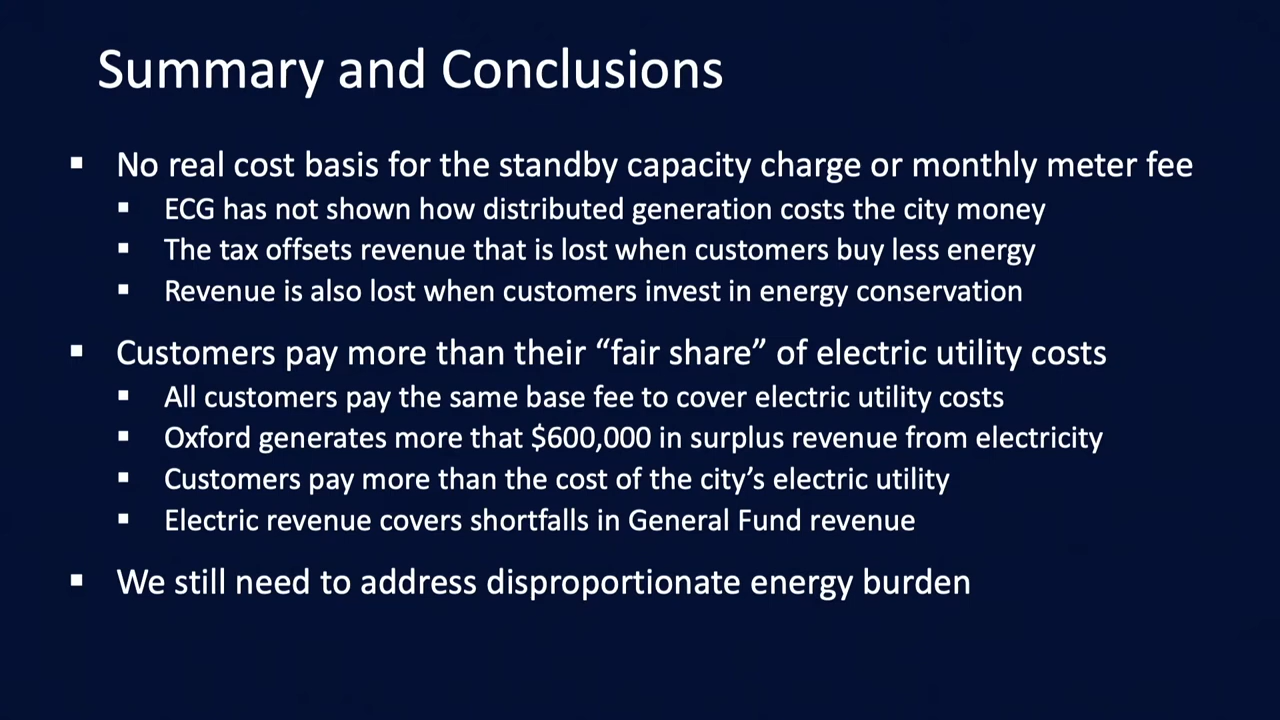 Summary and Conclusions
▪ No real cost basis for the standby capacity charge or monthly meter fee
▪ ECG has not shown how distributed generation costs the city money
▪ The tax offsets revenue that is lost when customers buy less energy
▪ Revenue is also lost when customers invest in energy conservation
▪ Customers pay more than their “fair share” of electric utility costs
▪ All customers pay the same base fee to cover electric utility costs
▪ Oxford generates more that $600,000 in surplus revenue from electricity
▪ Customers pay more than the cost of the city’s electric utility
▪ Electric revenue covers shortfalls in General Fund revenue
▪ We still need to address disproportionate energy burden